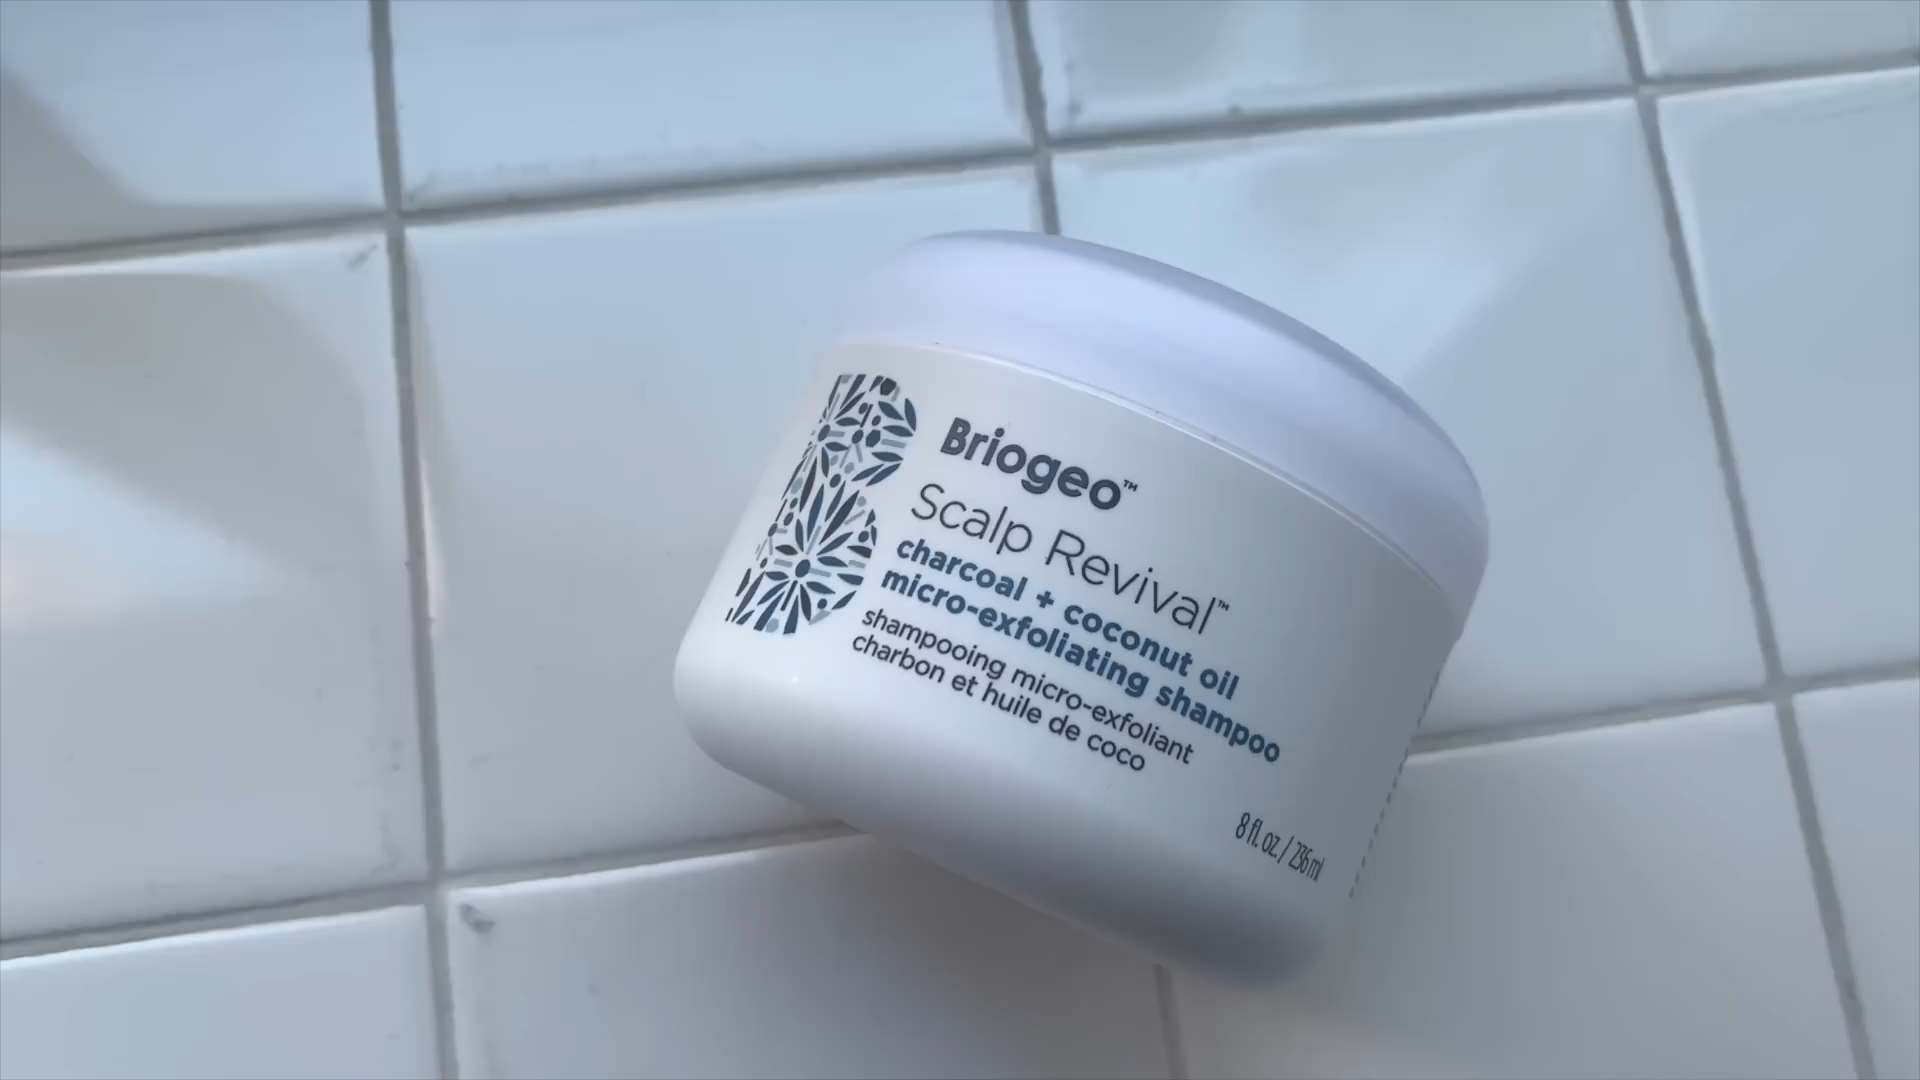 Briogeo™
Scalp Revival™
charcoal + coconut oil
micro-exfoliating shampoo
shampooing micro-exfoliant
charbon et huile de coco
8 fl. oz. / 236 ml